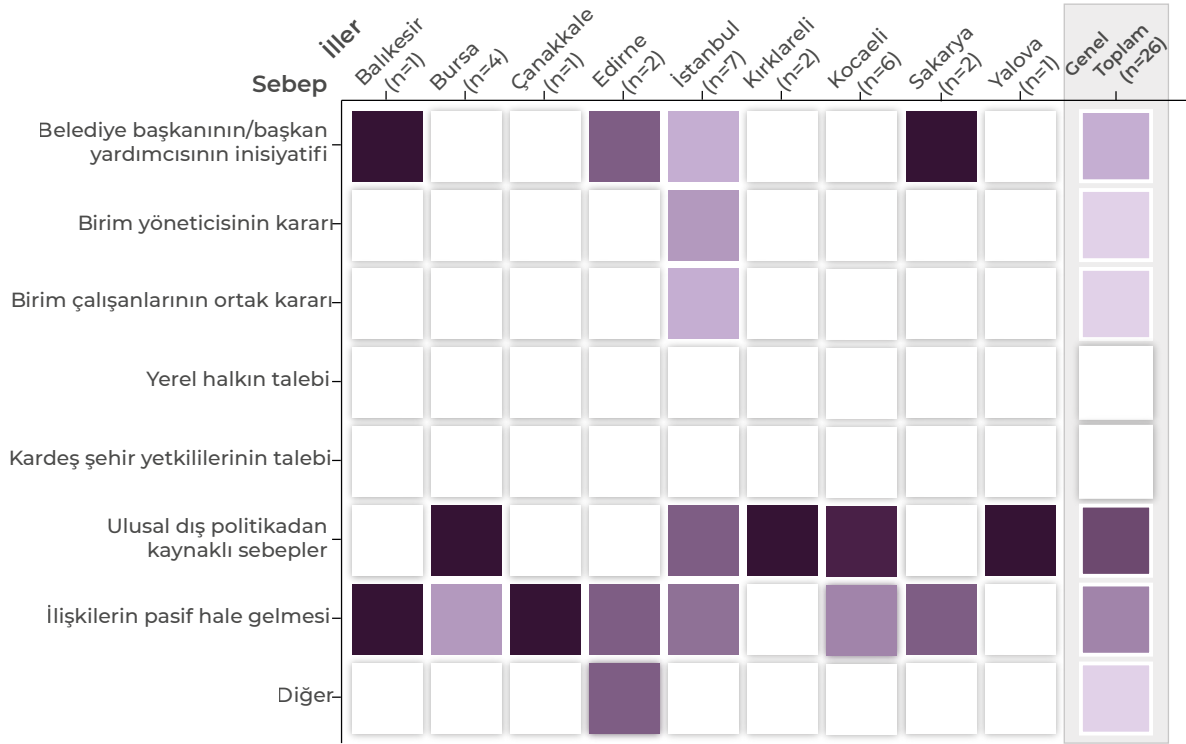 İller
Sebep
Balıkesir
(n=1)
Bursa
(n=4)
Çanakkale
(n=1)
Edirne
(n=2)
İstanbul
(n=7)
Kırklareli
(n=2)
Kocaeli
(n=6)
Sakarya
(n=2)
Yalova
(n=1)
Genel
Toplam
(n=26)
Belediye başkanının/başkan
yardımcısının inisiyatifi
Birim yöneticisinin kararı
Birim çalışanlarının ortak kararı
Yerel halkın talebi
Kardeş şehir yetkililerinin talebi
Ulusal dış politikadan
kaynaklı sebepler
İlişkilerin pasif hale gelmesi
Diğer